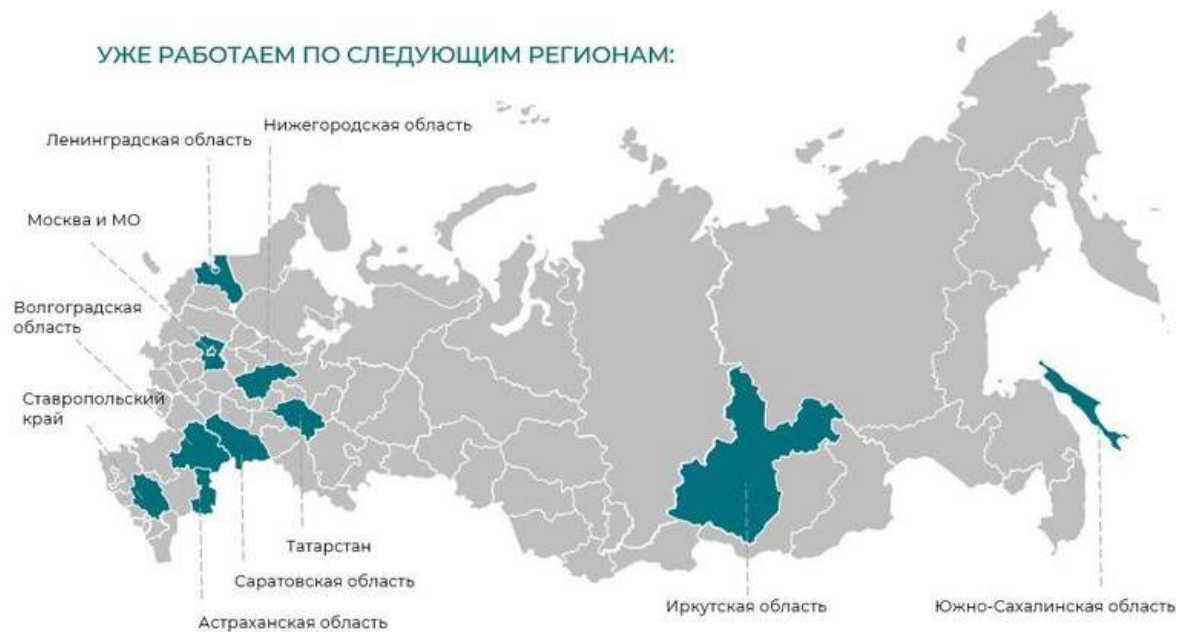 УЖЕ РАБОТАЕМ ПО СЛЕДУЮЩИМ РЕГИОНАМ:
Нижегородская область
Ленинградская область
Москва и МО
Волгоградская
область
Ставропольский
край
Татарстан
Саратовская область
Астраханская область
Иркутская область
Южно-Сахалинская область